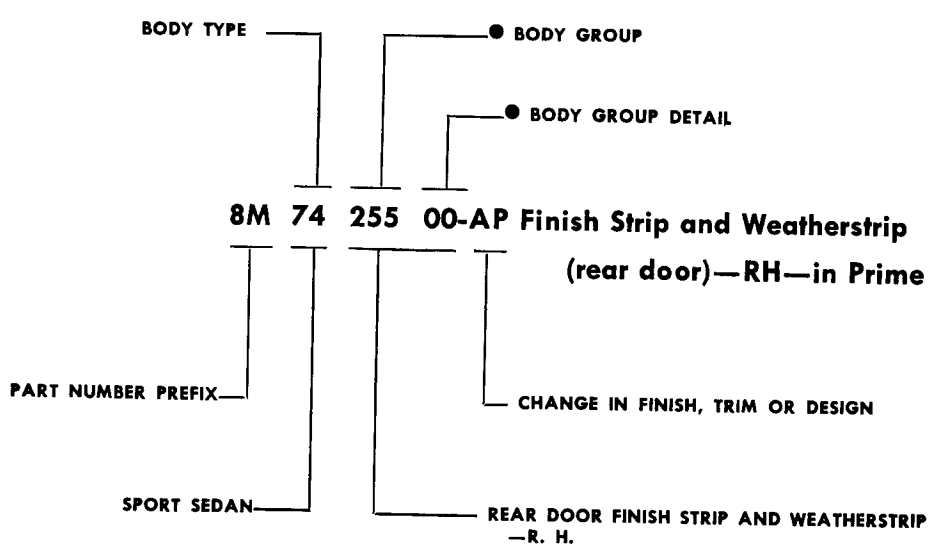 BODY TYPE
● BODY GROUP
● BODY GROUP DETAIL
8M 74 255 00-AP Finish Strip and Weatherstrip
(rear door)—RH—in Prime
PART NUMBER PREFIX
CHANGE IN FINISH, TRIM OR DESIGN
SPORT SEDAN
REAR DOOR FINISH STRIP AND WEATHERSTRIP
—R. H.